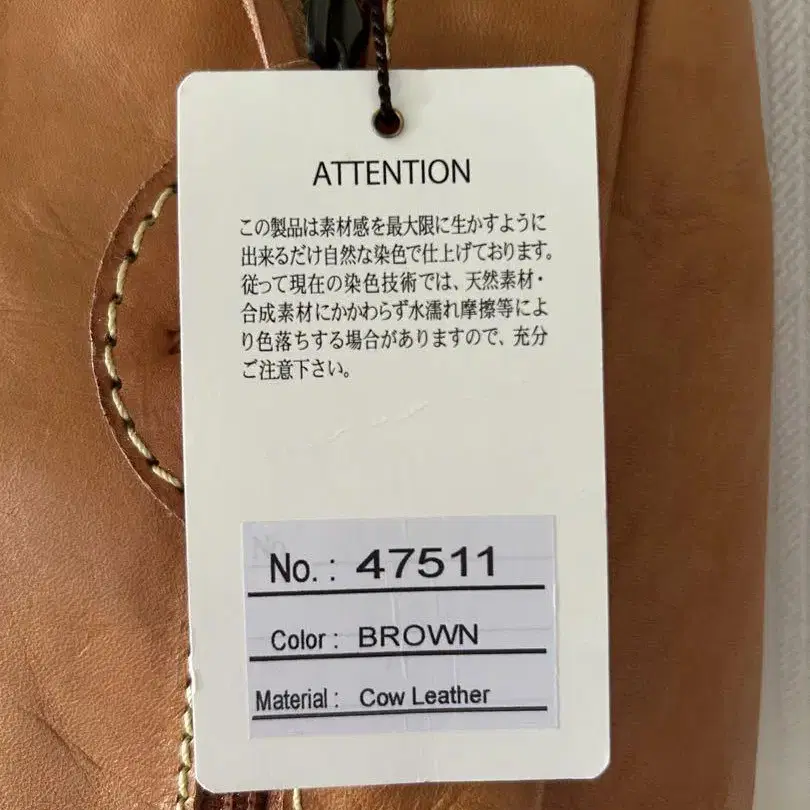 ATTENTION
この製品は素材感を最大限に生かすように
出来るだけ自然な染色で仕上げております。
従って現在の染色技術では、天然素材・
合成素材にかかわらず水濡れ摩擦等によ
り色落ちする場合がありますので、充分
ご注意下さい。
No. : 47511
Color : BROWN
Material : Cow Leather